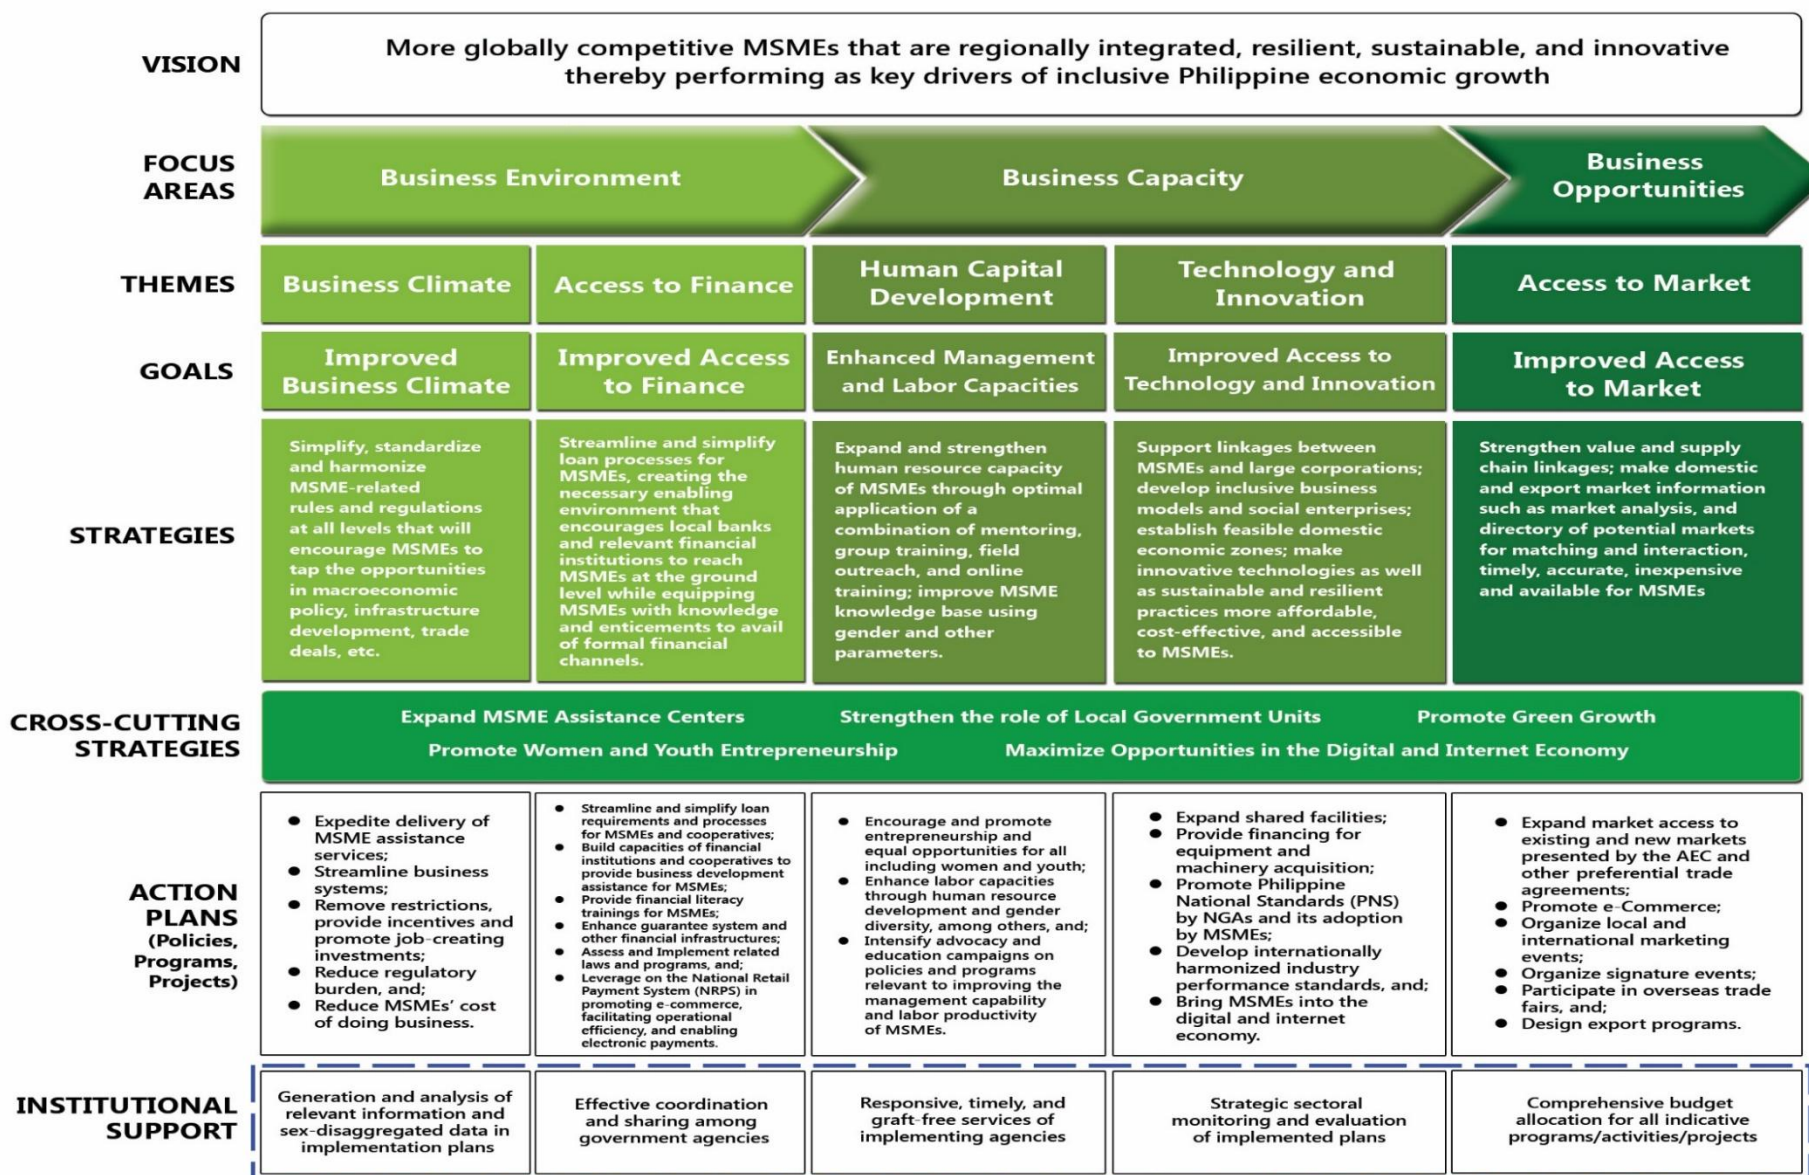 VISION
More globally competitive MSMEs that are regionally integrated, resilient, sustainable, and innovative
thereby performing as key drivers of inclusive Philippine economic growth
FOCUS
AREAS
Business Environment
Business Capacity
Business
Opportunities
THEMES
Business Climate
Access to Finance
Human Capital
Development
Technology and
Innovation
Access to Market
GOALS
Improved
Business Climate
Improved Access
to Finance
Enhanced Management
and Labor Capacities
Improved Access to
Technology and Innovation
Improved Access
to Market
STRATEGIES
Simplify, standardize
and harmonize
MSME-related
rules and regulations
at all levels that will
encourage MSMEs to
tap the opportunities
in macroeconomic
policy, infrastructure
development, trade
deals, etc.
Streamline and simplify
loan processes for
MSMEs, creating the
necessary enabling
environment that
encourages local banks
and relevant financial
institutions to reach
MSMEs at the ground
level while equipping
MSMEs with knowledge
and enticements to avail
of formal financial
channels.
Expand and strengthen
human resource capacity
of MSMEs through optimal
application of a
combination of mentoring,
group training, field
outreach, and online
training; improve MSME
knowledge base using
gender and other
parameters.
Support linkages between
MSMEs and large corporations;
develop inclusive business
models and social enterprises;
establish feasible domestic
economic zones; make
innovative technologies as well
as sustainable and resilient
practices more affordable,
cost-effective, and accessible
to MSMEs.
Strengthen value and supply
chain linkages; make domestic
and export market information
such as market analysis, and
directory of potential markets
for matching and interaction,
timely, accurate, inexpensive
and available for MSMEs
CROSS-CUTTING
STRATEGIES
Expand MSME Assistance Centers
Strengthen the role of Local Government Units
Promote Green Growth
Promote Women and Youth Entrepreneurship
Maximize Opportunities in the Digital and Internet Economy
ACTION
PLANS
(Policies,
Programs,
Projects)
● Expedite delivery of
MSME assistance
services;
● Streamline business
systems;
● Remove restrictions,
provide incentives and
promote job-creating
investments;
● Reduce regulatory
burden, and;
● Reduce MSMEs' cost
of doing business.
● Streamline and simplify loan
requirements and processes
for MSMEs and cooperatives;
● Build capacities of financial
institutions and cooperatives to
provide business development
assistance for MSMEs;
● Provide financial literacy
trainings for MSMEs;
● Enhance guarantee system and
other financial infrastructures;
● Assess and Implement related
laws and programs, and;
● Leverage on the National Retail
Payment System (NRPS) in
promoting e-commerce,
facilitating operational
efficiency, and enabling
electronic payments.
● Encourage and promote
entrepreneurship and
equal opportunities for all
including women and youth;
● Enhance labor capacities
through human resource
development and gender
diversity, among others, and;
● Intensify advocacy and
education campaigns on
policies and programs
relevant to improving the
management capability
and labor productivity
of MSMEs.
● Expand shared facilities;
● Provide financing for
equipment and
machinery acquisition;
● Promote Philippine
National Standards (PNS)
by NGAs and its adoption
by MSMEs;
● Develop internationally
harmonized industry
performance standards, and;
● Bring MSMEs into the
digital and internet
economy.
● Expand market access to
existing and new markets
presented by the AEC and
other preferential trade
agreements;
● Promote e-Commerce;
● Organize local and
international marketing
events;
● Organize signature events;
● Participate in overseas trade
fairs, and;
● Design export programs.
INSTITUTIONAL
SUPPORT
Generation and analysis of
relevant information and
sex-disaggregated data in
implementation plans
Effective coordination
and sharing among
government agencies
Responsive, timely, and
graft-free services of
implementing agencies
Strategic sectoral
monitoring and evaluation
of implemented plans
Comprehensive budget
allocation for all indicative
programs/activities/projects